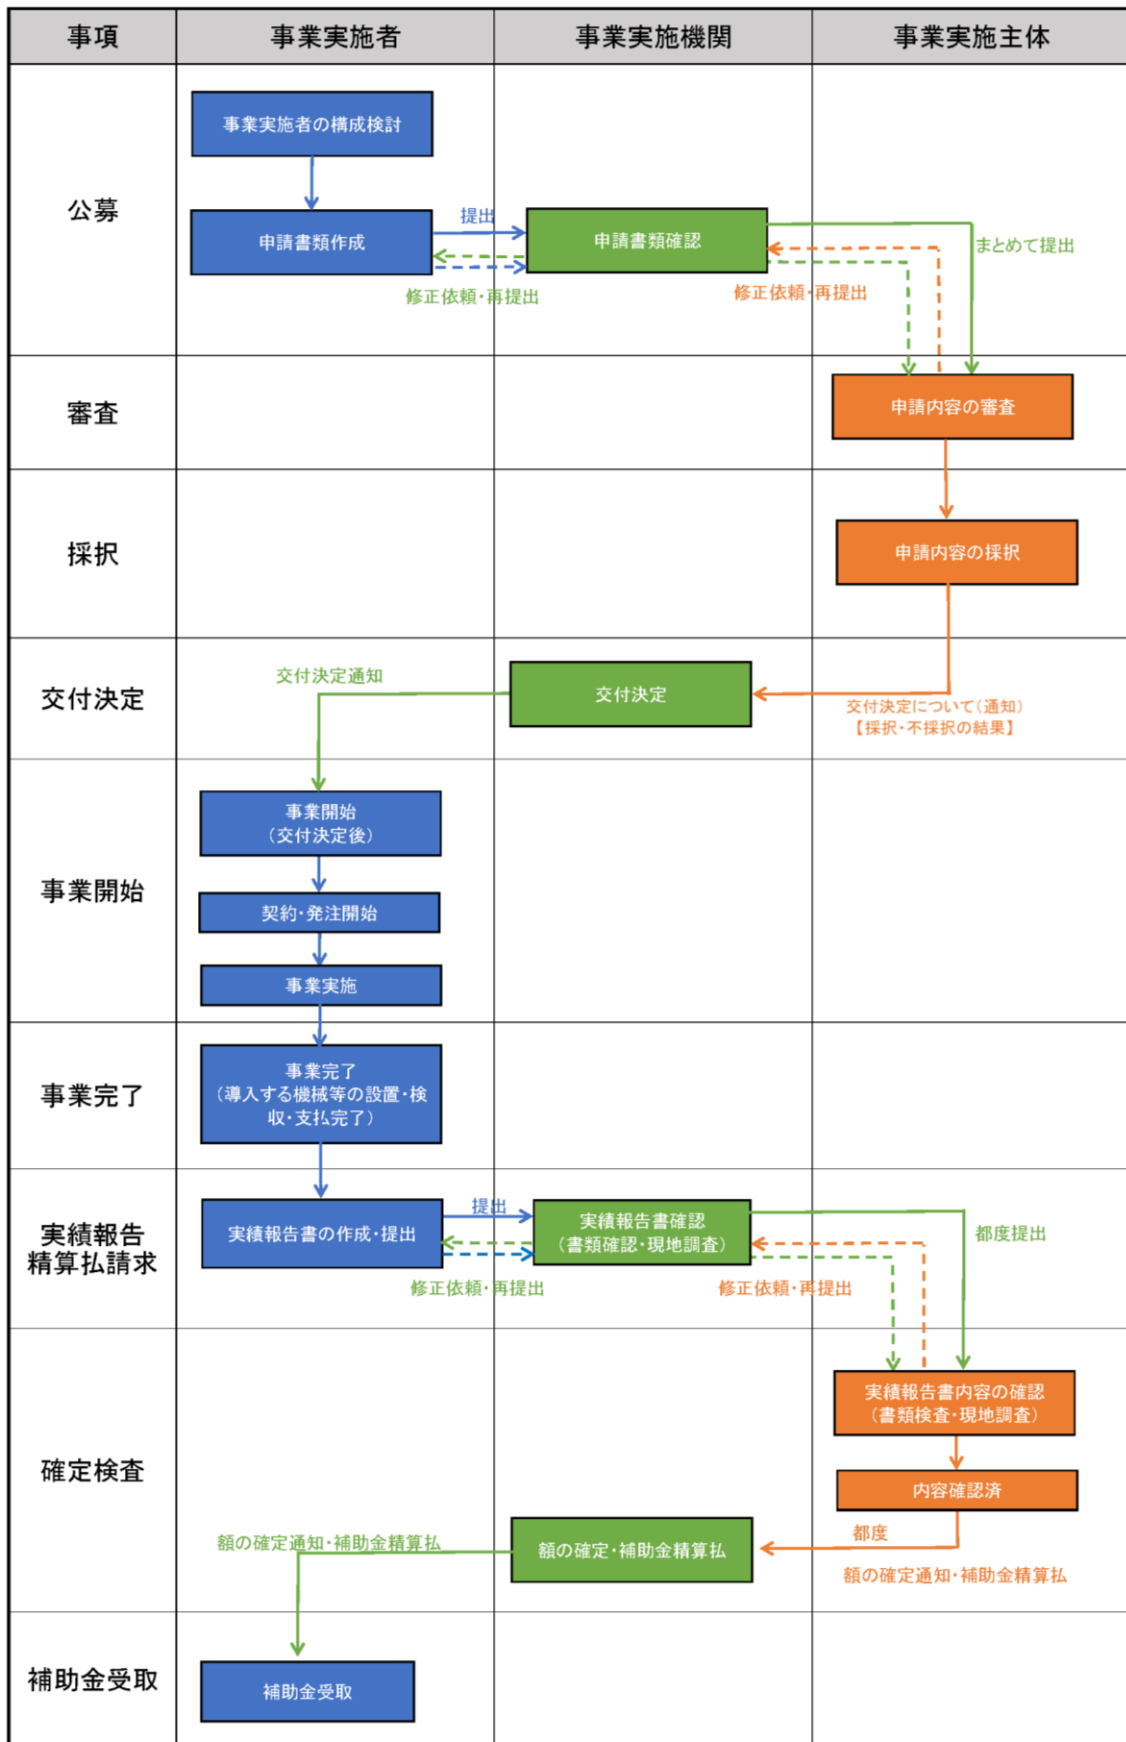 事項
事業実施者
事業実施機関
事業実施主体
公募
事業実施者の構成検討
申請書類作成
提出
申請書類確認
まとめて提出
修正依頼・再提出
修正依頼・再提出
審査
申請内容の審査
採択
申請内容の採択
交付決定
交付決定通知
交付決定
交付決定について(通知)
【採択・不採択の結果】
事業開始
事業開始
(交付決定後)
契約・発注開始
事業実施
事業完了
事業完了
(導入する機械等の設置・検
収・支払完了)
実績報告
精算払請求
実績報告書の作成・提出
提出
実績報告書確認
(書類確認・現地調査)
都度提出
修正依頼・再提出
修正依頼・再提出
確定検査
実績報告書内容の確認
(書類検査・現地調査)
内容確認済
都度
額の確定通知・補助金精算払
額の確定・補助金精算払
額の確定通知・補助金精算払
補助金受取
補助金受取